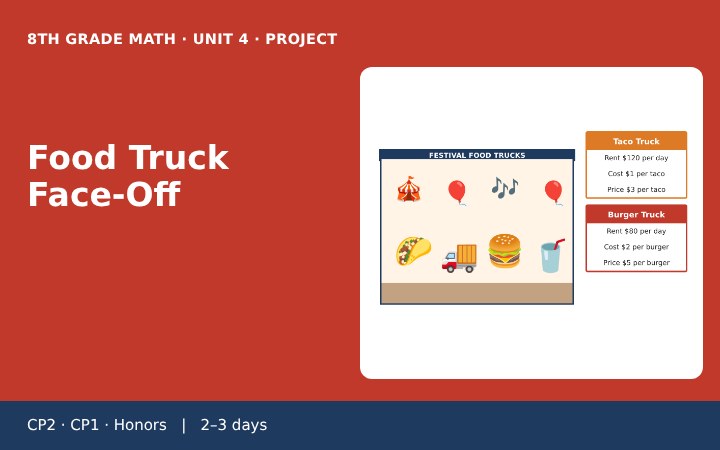 8TH GRADE MATH · UNIT 4 · PROJECT
Food Truck
Face-Off
FESTIVAL FOOD TRUCKS
Taco Truck
Rent $120 per day
Cost $1 per taco
Price $3 per taco
Burger Truck
Rent $80 per day
Cost $2 per burger
Price $5 per burger
CP2 · CP1 · Honors | 2–3 days